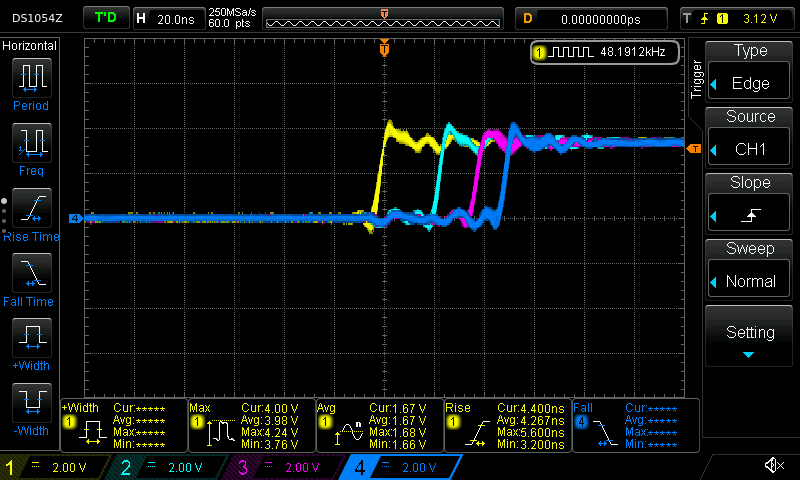 DS1054Z T'D H 20.0ns 250MSa/s 60.0 pts T D 0.00000000ps T 1 3.12 V
Horizontal
Period
Freq
Rise Time
Fall Time
+Width
-Width
T
1 48.1912kHz
4
T
Trigger
Type
Edge
Source
CH1
Slope
Sweep
Normal
Setting
+Width 1 Cur:*****
Avg:*****
Max:*****
Min:*****
Max 1 Cur:4.00 V
Avg:3.98 V
Max:4.24 V
Min:3.76 V
Avg 1 n Cur:1.67 V
Avg:1.67 V
Max:1.68 V
Min:1.66 V
Rise 1 Cur:4.400ns
Avg:4.267ns
Max:5.600ns
Min:3.200ns
Fall 4 Cur:*****
Avg:*****
Max:*****
Min:*****
1 = 2.00 V 2 = 2.00 V 3 = 2.00 V 4 = 2.00 V